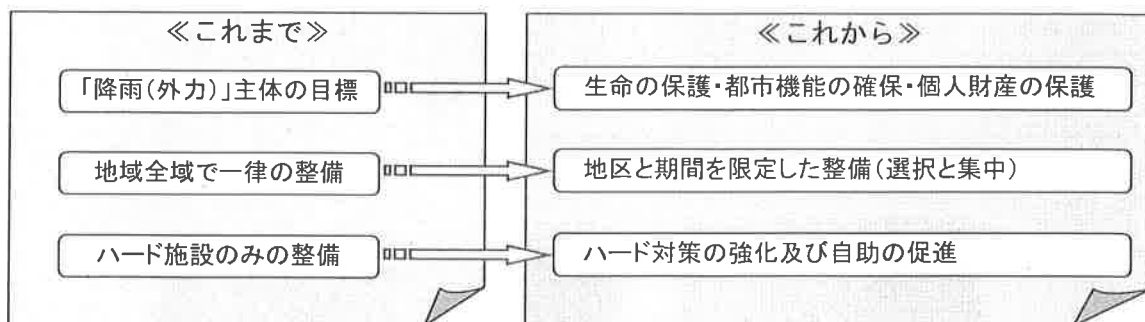 ≪これまで≫
≪これから≫
「降雨(外力)」主体の目標
生命の保護・都市機能の確保・個人財産の保護
地域全域で一律の整備
地区と期間を限定した整備(選択と集中)
ハード施設のみの整備
ハード対策の強化及び自助の促進